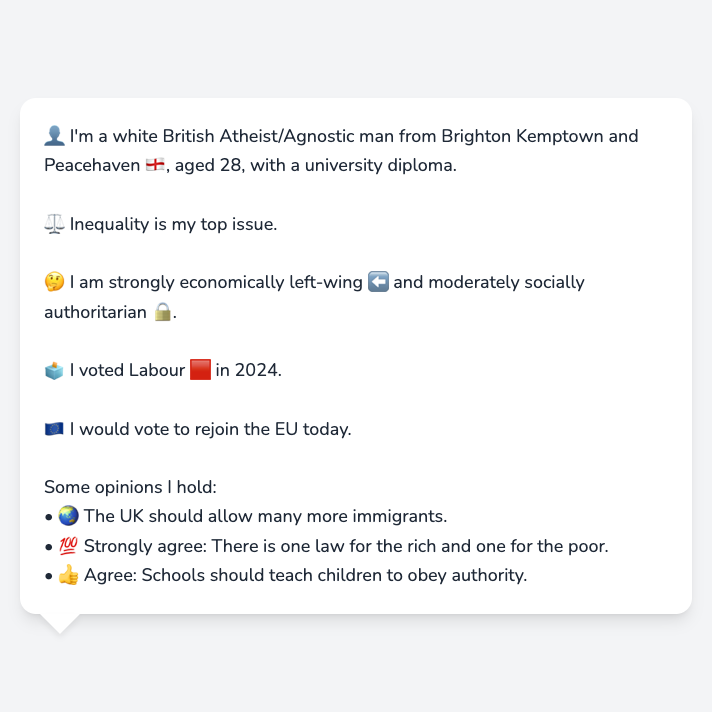 👤 I'm a white British Atheist/Agnostic man from Brighton Kemptown and
Peacehaven 🏴󠁧󠁢󠁥󠁮󠁧󠁿, aged 28, with a university diploma.
⚖️ Inequality is my top issue.
🤔 I am strongly economically left-wing ⬅️ and moderately socially
authoritarian 🔒.
🗳️ I voted Labour 🟥 in 2024.
🇪🇺 I would vote to rejoin the EU today.
Some opinions I hold:
• 🌏 The UK should allow many more immigrants.
• 💯 Strongly agree: There is one law for the rich and one for the poor.
• 👍 Agree: Schools should teach children to obey authority.